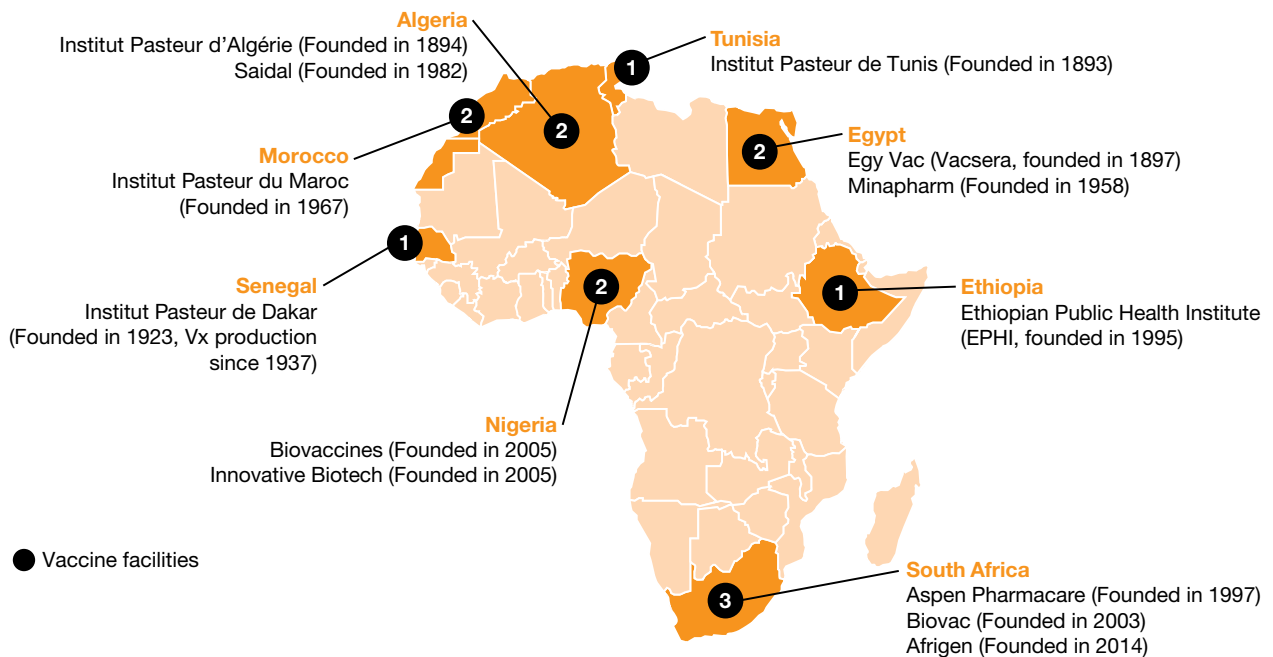 Algeria
Institut Pasteur d’Algérie (Founded in 1894)
Saidal (Founded in 1982)
Tunisia
Institut Pasteur de Tunis (Founded in 1893)
1
2
2
Morocco
Institut Pasteur du Maroc
(Founded in 1967)
2
Egypt
Egy Vac (Vacsera, founded in 1897)
Minapharm (Founded in 1958)
1
Senegal
Institut Pasteur de Dakar
(Founded in 1923, Vx production
since 1937)
2
1
Ethiopia
Ethiopian Public Health Institute
(EPHI, founded in 1995)
Nigeria
Biovaccines (Founded in 2005)
Innovative Biotech (Founded in 2005)
Vaccine facilities
3
South Africa
Aspen Pharmacare (Founded in 1997)
Biovac (Founded in 2003)
Afrigen (Founded in 2014)